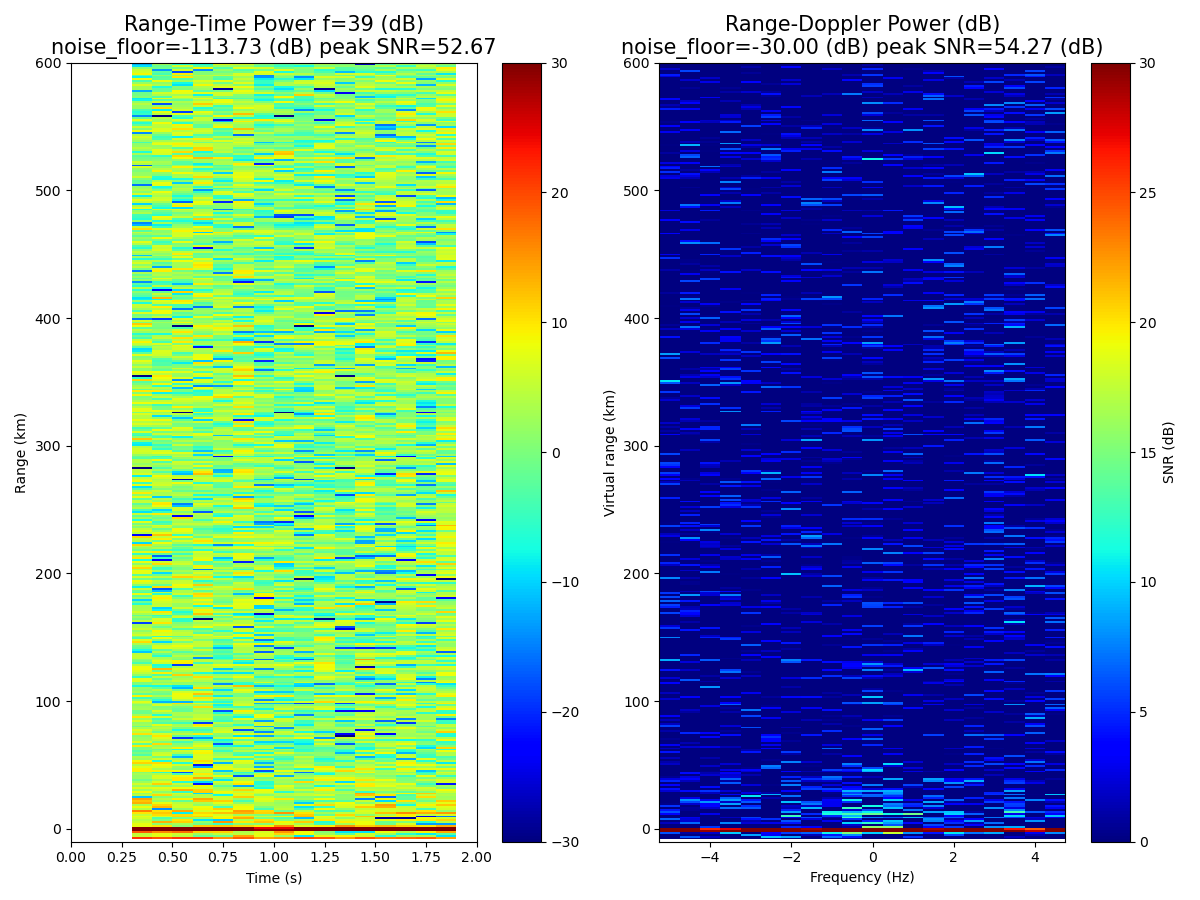 Range-Time Power f=39 (dB)
noise_floor=-113.73 (dB) peak SNR=52.67
600
500
400
300
200
100
0
Range (km)
0.00 0.25 0.50 0.75 1.00 1.25 1.50 1.75 2.00
Time (s)
30
20
10
0
−10
−20
−30
Range-Doppler Power (dB)
noise_floor=-30.00 (dB) peak SNR=54.27 (dB)
600
500
400
300
200
100
0
Virtual range (km)
−4 −2 0 2 4
Frequency (Hz)
30
25
20
15
10
5
0
SNR (dB)